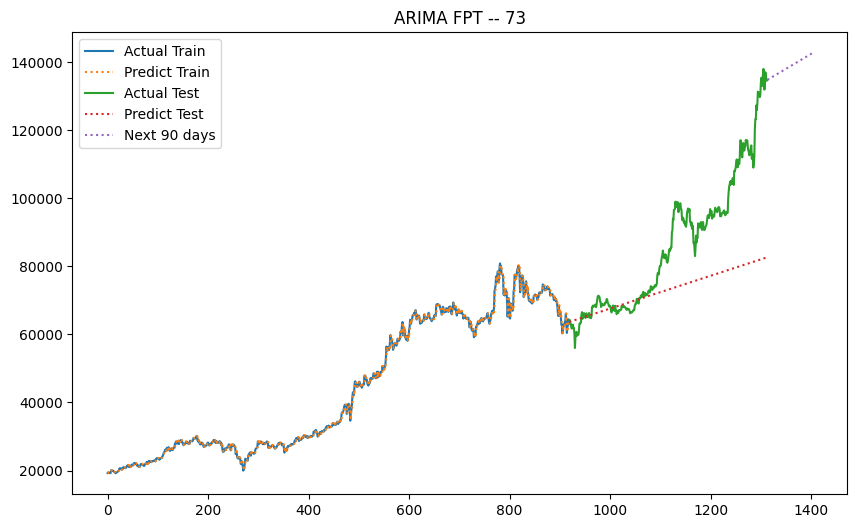 ARIMA FPT -- 73
Actual Train
Predict Train
Actual Test
Predict Test
Next 90 days
140000
120000
100000
80000
60000
40000
20000
0 200 400 600 800 1000 1200 1400